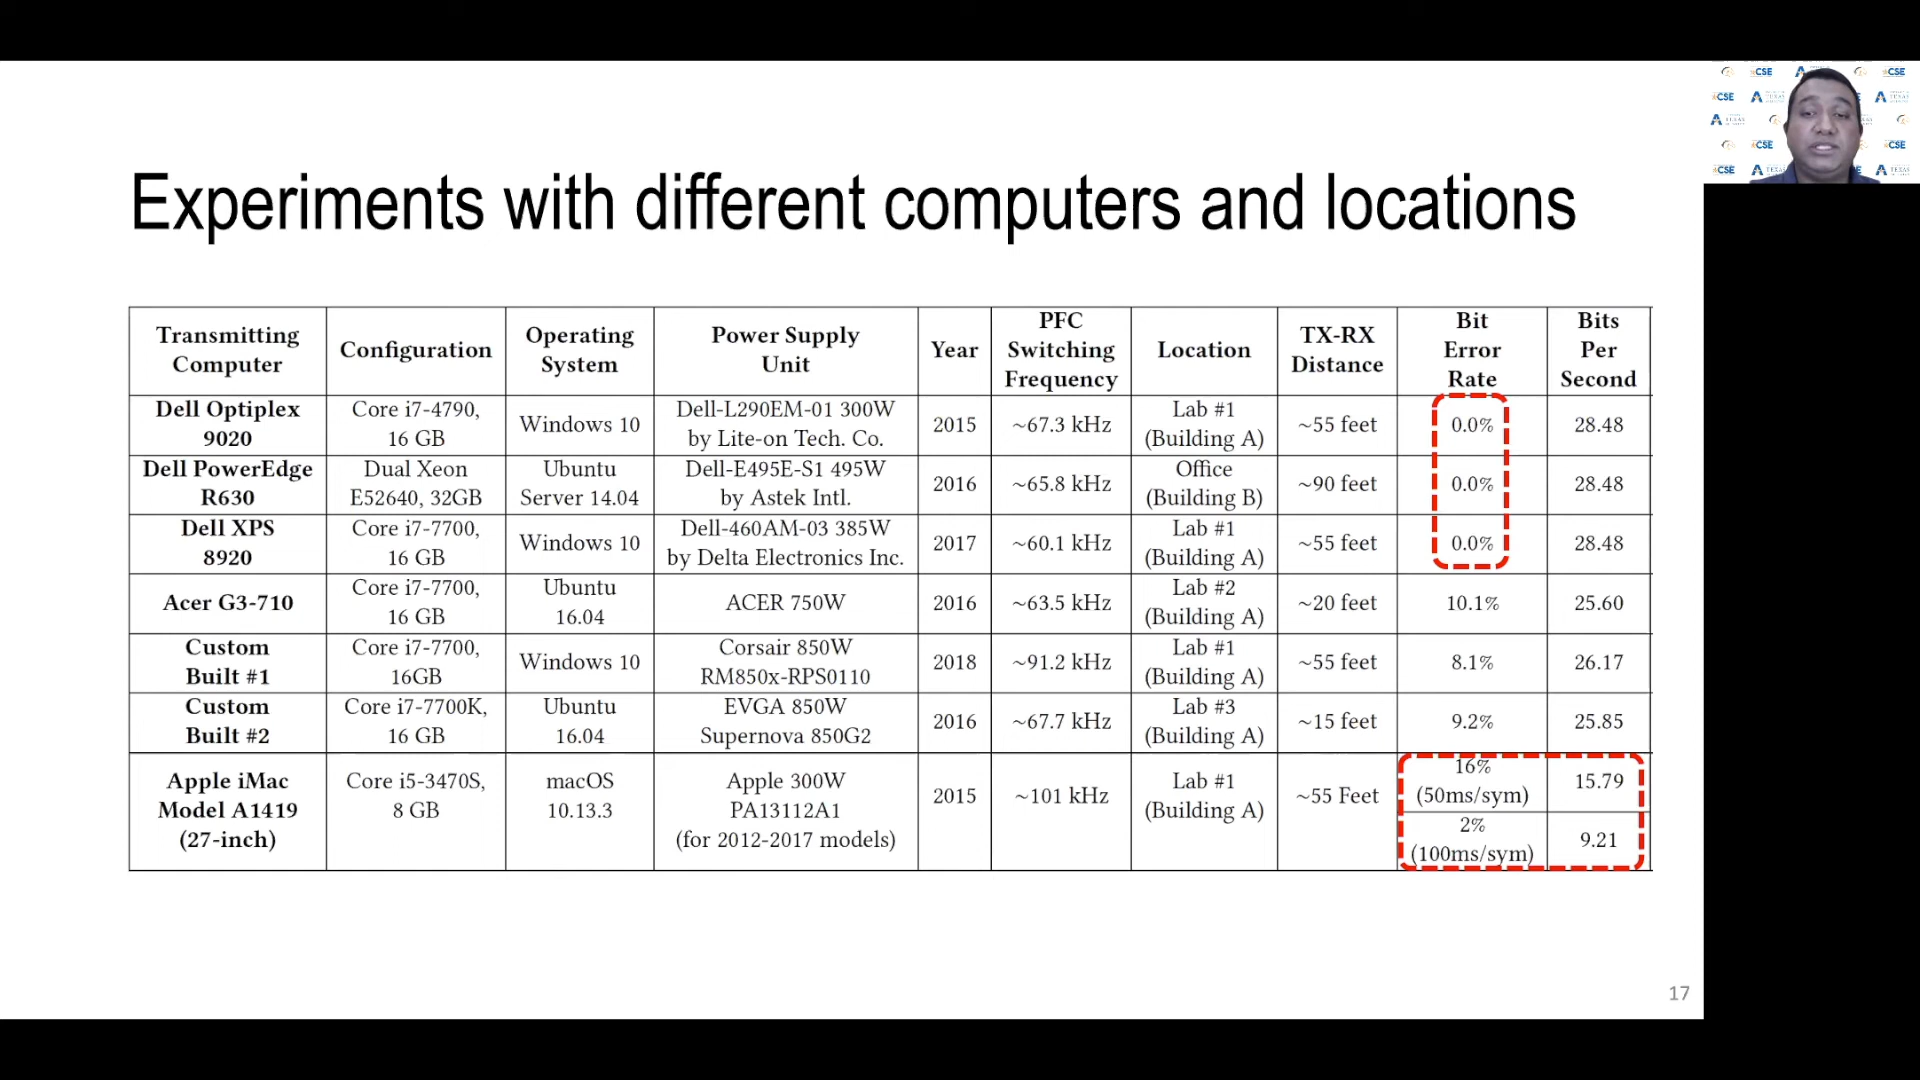 Experiments with different computers and locations
Transmitting
Computer
Configuration
Operating
System
Power Supply
Unit
Year
PFC
Switching
Frequency
Location
TX-RX
Distance
Bit
Error
Rate
Bits
Per
Second
Dell Optiplex
9020
Core i7-4790,
16 GB
Windows 10
Dell-L290EM-01 300W
by Lite-on Tech. Co.
2015
~67.3 kHz
Lab #1
(Building A)
~55 feet
0.0%
28.48
Dell PowerEdge
R630
Dual Xeon
E52640, 32GB
Ubuntu
Server 14.04
Dell-E495E-S1 495W
by Astek Intl.
2016
~65.8 kHz
Office
(Building B)
~90 feet
0.0%
28.48
Dell XPS
8920
Core i7-7700,
16 GB
Windows 10
Dell-460AM-03 385W
by Delta Electronics Inc.
2017
~60.1 kHz
Lab #1
(Building A)
~55 feet
0.0%
28.48
Acer G3-710
Core i7-7700,
16 GB
Ubuntu
16.04
ACER 750W
2016
~63.5 kHz
Lab #2
(Building A)
~20 feet
10.1%
25.60
Custom
Built #1
Core i7-7700,
16GB
Windows 10
Corsair 850W
RM850x-RPS0110
2018
~91.2 kHz
Lab #1
(Building A)
~55 feet
8.1%
26.17
Custom
Built #2
Core i7-7700K,
16 GB
Ubuntu
16.04
EVGA 850W
Supernova 850G2
2016
~67.7 kHz
Lab #3
(Building A)
~15 feet
9.2%
25.85
Apple iMac
Model A1419
(27-inch)
Core i5-3470S,
8 GB
macOS
10.13.3
Apple 300W
PA13112A1
(for 2012-2017 models)
2015
~101 kHz
Lab #1
(Building A)
~55 Feet
16%
(50ms/sym)
15.79
2%
(100ms/sym)
9.21
17
CSE
CSE
CSE
CSE
CSE
CSE
CSE
TEXAS